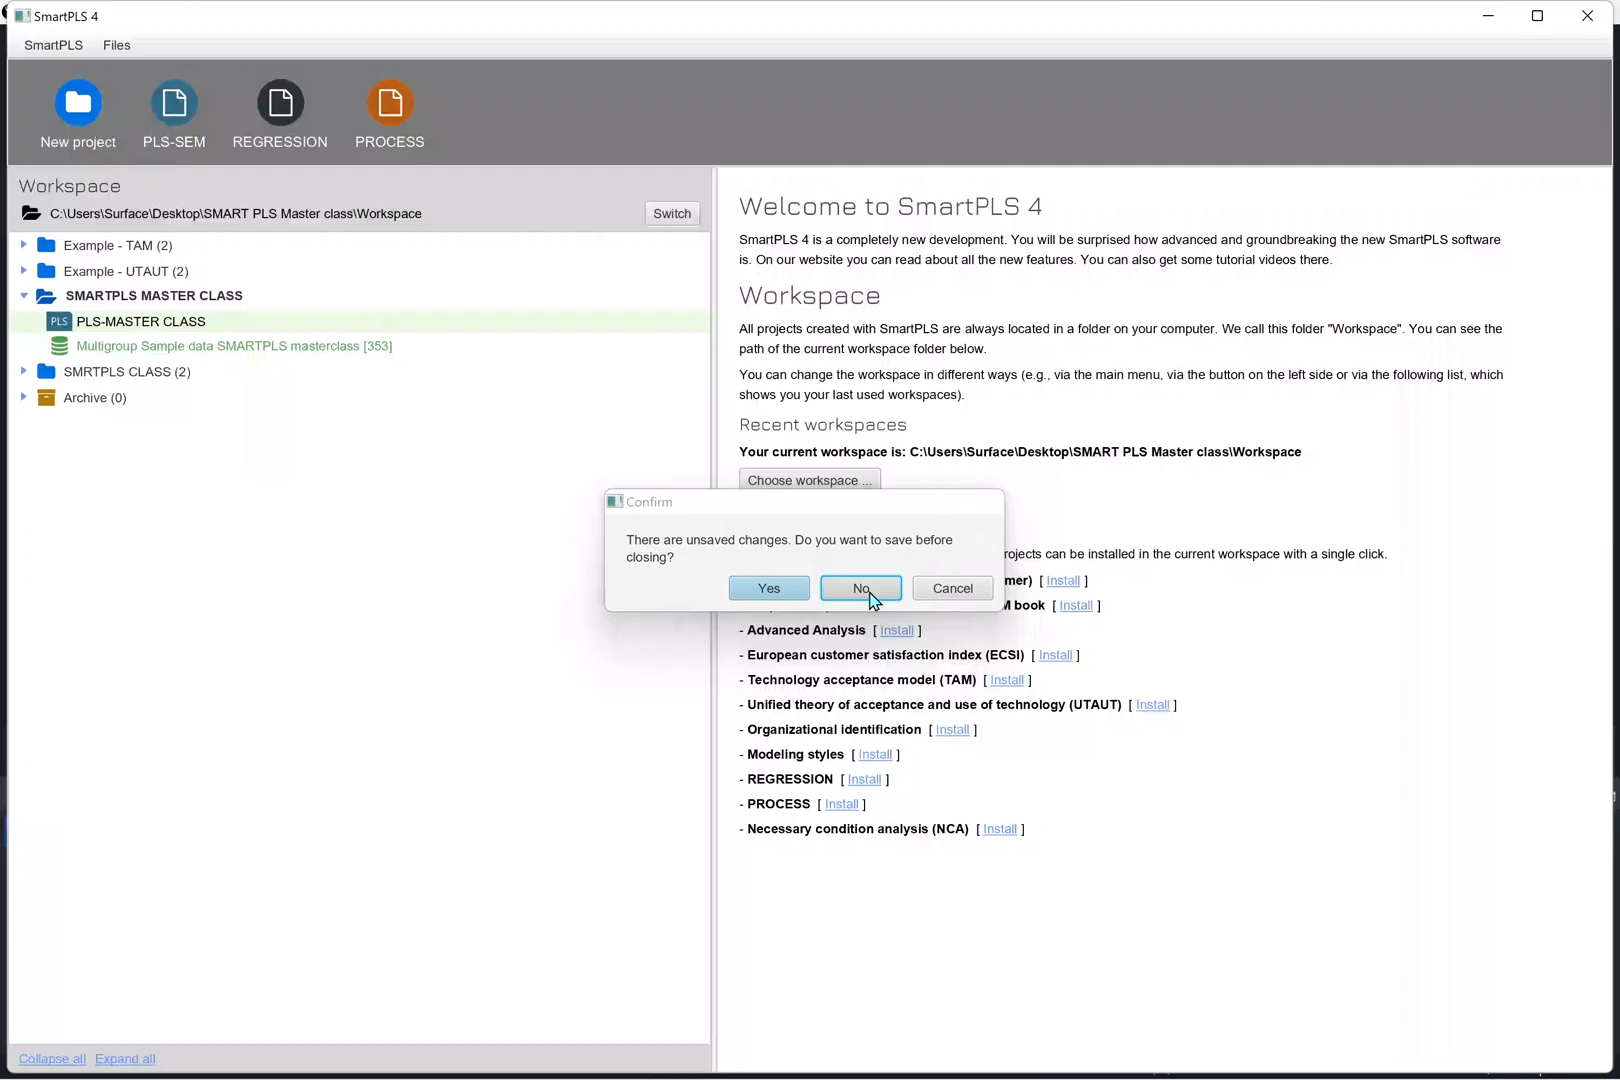 SmartPLS 4
SmartPLS Files
New project PLS-SEM REGRESSION PROCESS
Workspace
C:\Users\Surface\Desktop\SMART PLS Master class\Workspace Switch
Example - TAM (2)
Example - UTAUT (2)
SMARTPLS MASTER CLASS
PLS PLS-MASTER CLASS
Multigroup Sample data SMARTPLS masterclass [353]
SMRTPLS CLASS (2)
Archive (0)
Collapse all Expand all
Welcome to SmartPLS 4
SmartPLS 4 is a completely new development. You will be surprised how advanced and groundbreaking the new SmartPLS software
is. On our website you can read about all the new features. You can also get some tutorial videos there.
Workspace
All projects created with SmartPLS are always located in a folder on your computer. We call this folder "Workspace". You can see the
path of the current workspace folder below.
You can change the workspace in different ways (e.g., via the main menu, via the button on the left side or via the following list, which
shows you your last used workspaces).
Recent workspaces
Your current workspace is: C:\Users\Surface\Desktop\SMART PLS Master class\Workspace
Choose workspace ...
Confirm
There are unsaved changes. Do you want to save before
closing?
Yes No Cancel
rojects can be installed in the current workspace with a single click.
mer) [ Install ]
M book [ Install ]
- Advanced Analysis [ Install ]
- European customer satisfaction index (ECSI) [ Install ]
- Technology acceptance model (TAM) [ Install ]
- Unified theory of acceptance and use of technology (UTAUT) [ Install ]
- Organizational identification [ Install ]
- Modeling styles [ Install ]
- REGRESSION [ Install ]
- PROCESS [ Install ]
- Necessary condition analysis (NCA) [ Install ]